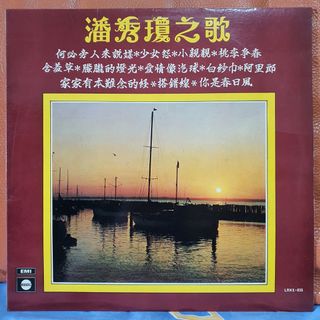 潘秀瓊之歌
何必旁人來説媒*少女怨*小親親*桃李爭春
含羞草*朦朧的燈光*愛情像汽球*白紗巾*阿里郎
家家有本難念的經*搭錯線*你是春日風
EMI